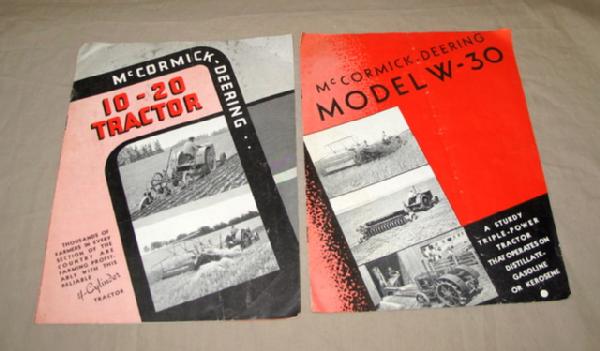 McCORMICK-DEERING...
10-20
TRACTOR
THOUSANDS OF
FARMERS IN EVERY
SECTION OF THE
COUNTRY ARE
FARMING PROFIT-
ABLY WITH THIS
RELIABLE
4-Cylinder
TRACTOR
McCORMICK-DEERING
MODEL W-30
A STURDY
TRIPLE-POWER
TRACTOR
THAT OPERATES ON
DISTILLATE,
GASOLINE
OR KEROSENE